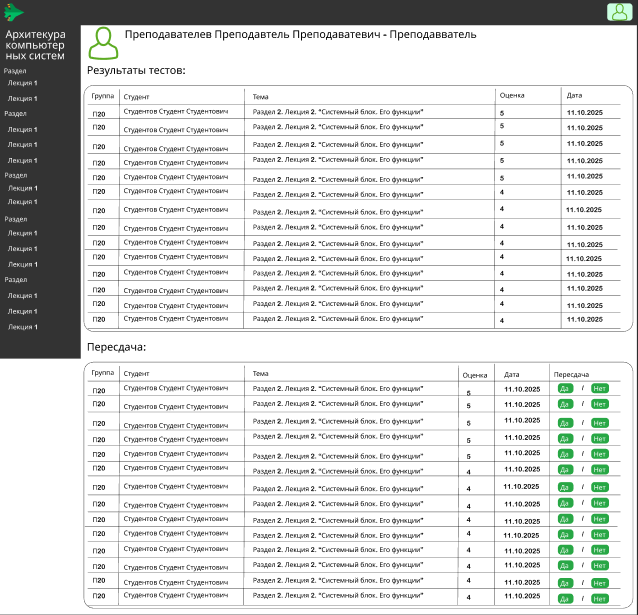 Архитекура
компьютер
ных систем
Раздел
Лекция 1
Лекция 1
Раздел
Лекция 1
Лекция 1
Лекция 1
Раздел
Лекция 1
Лекция 1
Раздел
Лекция 1
Лекция 1
Лекция 1
Раздел
Лекция 1
Лекция 1
Лекция 1
Преподавателев Преподавтель Преподаватевич - Преподавватель
Результаты тестов:
Группа Студент Тема Оценка Дата
П20 Студентов Студент Студентович Раздел 2. Лекция 2. "Системный блок. Его функции" 5 11.10.2025
П20 Студентов Студент Студентович Раздел 2. Лекция 2. "Системный блок. Его функции" 5 11.10.2025
П20 Студентов Студент Студентович Раздел 2. Лекция 2. "Системный блок. Его функции" 5 11.10.2025
П20 Студентов Студент Студентович Раздел 2. Лекция 2. "Системный блок. Его функции" 5 11.10.2025
П20 Студентов Студент Студентович Раздел 2. Лекция 2. "Системный блок. Его функции" 5 11.10.2025
П20 Студентов Студент Студентович Раздел 2. Лекция 2. "Системный блок. Его функции" 4 11.10.2025
П20 Студентов Студент Студентович Раздел 2. Лекция 2. "Системный блок. Его функции" 4 11.10.2025
П20 Студентов Студент Студентович Раздел 2. Лекция 2. "Системный блок. Его функции" 4 11.10.2025
П20 Студентов Студент Студентович Раздел 2. Лекция 2. "Системный блок. Его функции" 4 11.10.2025
П20 Студентов Студент Студентович Раздел 2. Лекция 2. "Системный блок. Его функции" 4 11.10.2025
П20 Студентов Студент Студентович Раздел 2. Лекция 2. "Системный блок. Его функции" 4 11.10.2025
П20 Студентов Студент Студентович Раздел 2. Лекция 2. "Системный блок. Его функции" 4 11.10.2025
П20 Студентов Студент Студентович Раздел 2. Лекция 2. "Системный блок. Его функции" 4 11.10.2025
П20 Студентов Студент Студентович Раздел 2. Лекция 2. "Системный блок. Его функции" 4 11.10.2025
Пересдача:
Группа Студент Тема Оценка Дата Пересдача
П20 Студентов Студент Студентович Раздел 2. Лекция 2. "Системный блок. Его функции" 5 11.10.2025 Да / Нет
П20 Студентов Студент Студентович Раздел 2. Лекция 2. "Системный блок. Его функции" 5 11.10.2025 Да / Нет
П20 Студентов Студент Студентович Раздел 2. Лекция 2. "Системный блок. Его функции" 5 11.10.2025 Да / Нет
П20 Студентов Студент Студентович Раздел 2. Лекция 2. "Системный блок. Его функции" 5 11.10.2025 Да / Нет
П20 Студентов Студент Студентович Раздел 2. Лекция 2. "Системный блок. Его функции" 5 11.10.2025 Да / Нет
П20 Студентов Студент Студентович Раздел 2. Лекция 2. "Системный блок. Его функции" 4 11.10.2025 Да / Нет
П20 Студентов Студент Студентович Раздел 2. Лекция 2. "Системный блок. Его функции" 4 11.10.2025 Да / Нет
П20 Студентов Студент Студентович Раздел 2. Лекция 2. "Системный блок. Его функции" 4 11.10.2025 Да / Нет
П20 Студентов Студент Студентович Раздел 2. Лекция 2. "Системный блок. Его функции" 4 11.10.2025 Да / Нет
П20 Студентов Студент Студентович Раздел 2. Лекция 2. "Системный блок. Его функции" 4 11.10.2025 Да / Нет
П20 Студентов Студент Студентович Раздел 2. Лекция 2. "Системный блок. Его функции" 4 11.10.2025 Да / Нет
П20 Студентов Студент Студентович Раздел 2. Лекция 2. "Системный блок. Его функции" 4 11.10.2025 Да / Нет
П20 Студентов Студент Студентович Раздел 2. Лекция 2. "Системный блок. Его функции" 4 11.10.2025 Да / Нет
П20 Студентов Студент Студентович Раздел 2. Лекция 2. "Системный блок. Его функции" 4 11.10.2025 Да / Нет